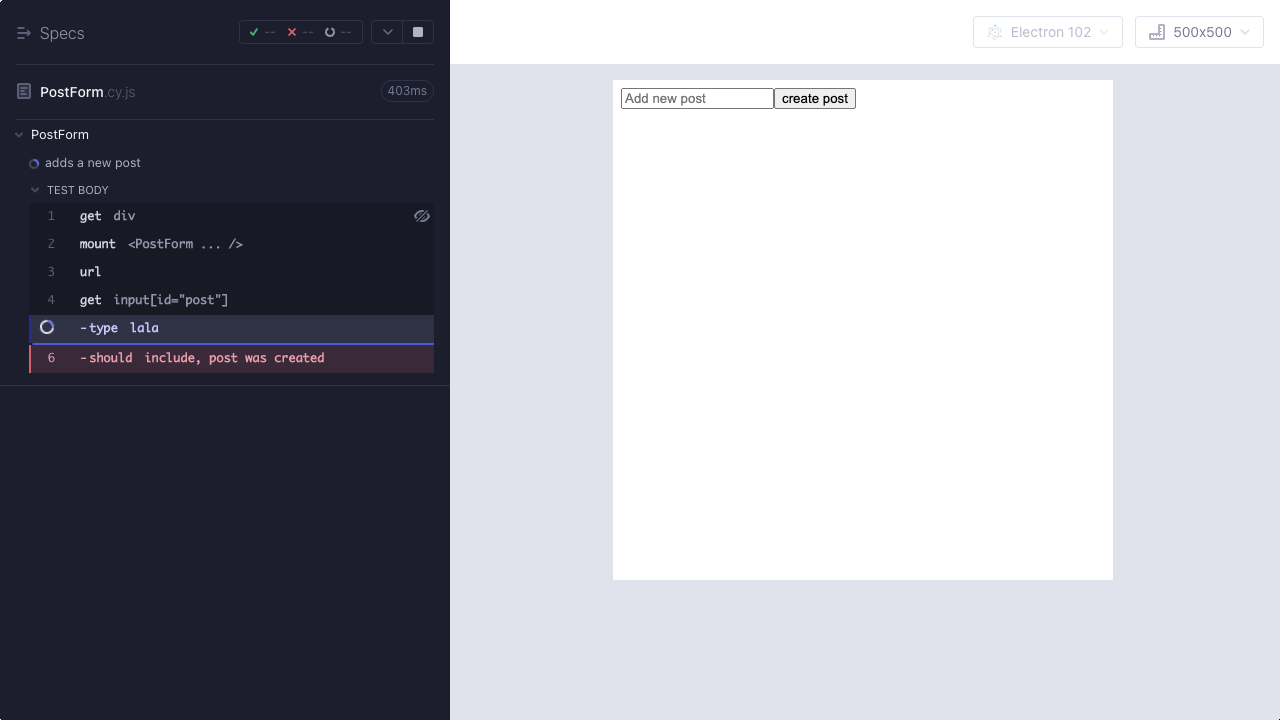 Specs
-- -- --
PostForm.cy.js 403ms
PostForm
adds a new post
TEST BODY
1 get div
2 mount <PostForm ... />
3 url
4 get input[id="post"]
-type lala
6 -should include, post was created
Electron 102 500x500
Add new post create post